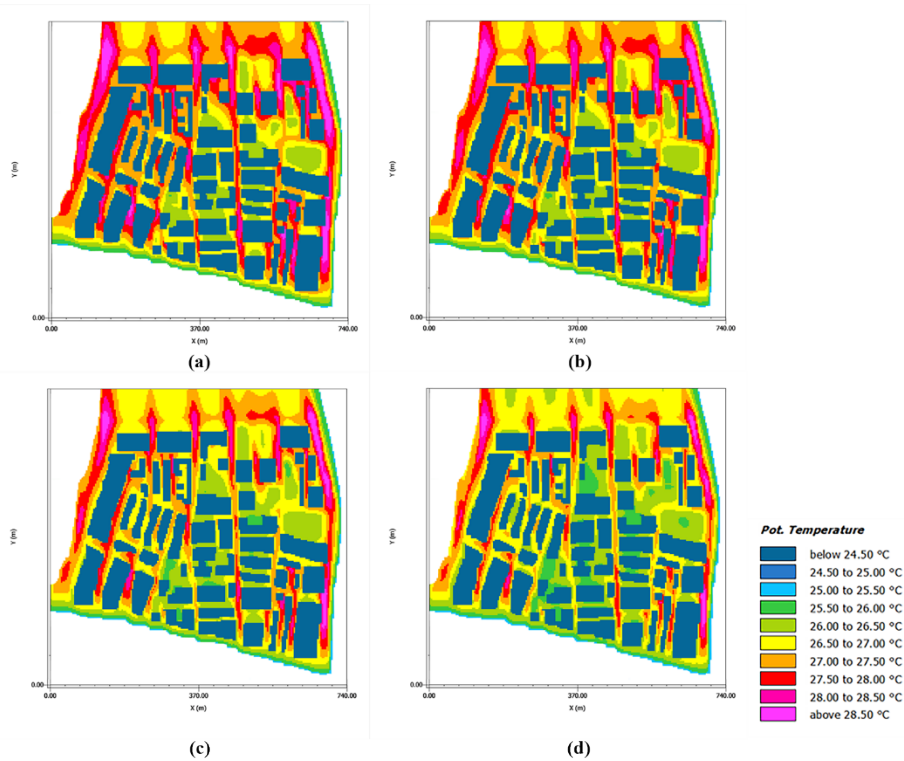 Y (m)
0.00
0.00
370.00
740.00
X (m)
(a)
Y (m)
0.00
0.00
370.00
740.00
X (m)
(b)
Y (m)
0.00
0.00
370.00
740.00
X (m)
(c)
Y (m)
0.00
0.00
370.00
740.00
X (m)
(d)
Pot. Temperature
below 24.50 °C
24.50 to 25.00 °C
25.00 to 25.50 °C
25.50 to 26.00 °C
26.00 to 26.50 °C
26.50 to 27.00 °C
27.00 to 27.50 °C
27.50 to 28.00 °C
28.00 to 28.50 °C
above 28.50 °C